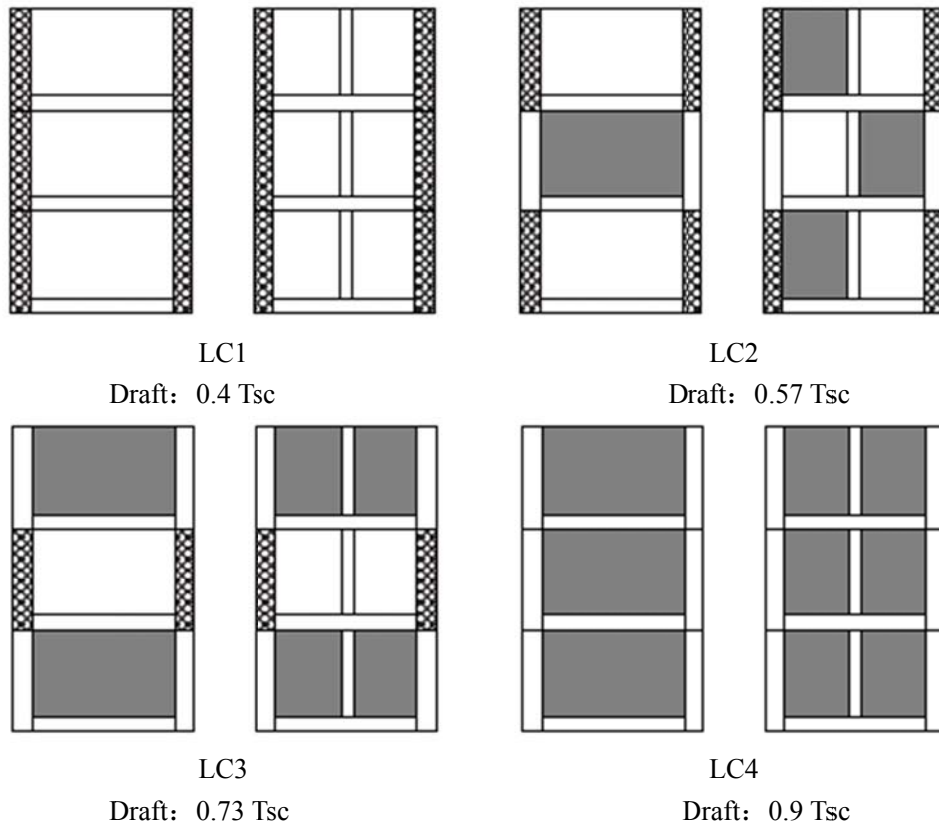 LC1
Draft：0.4 Tsc
LC2
Draft：0.57 Tsc
LC3
Draft：0.73 Tsc
LC4
Draft：0.9 Tsc